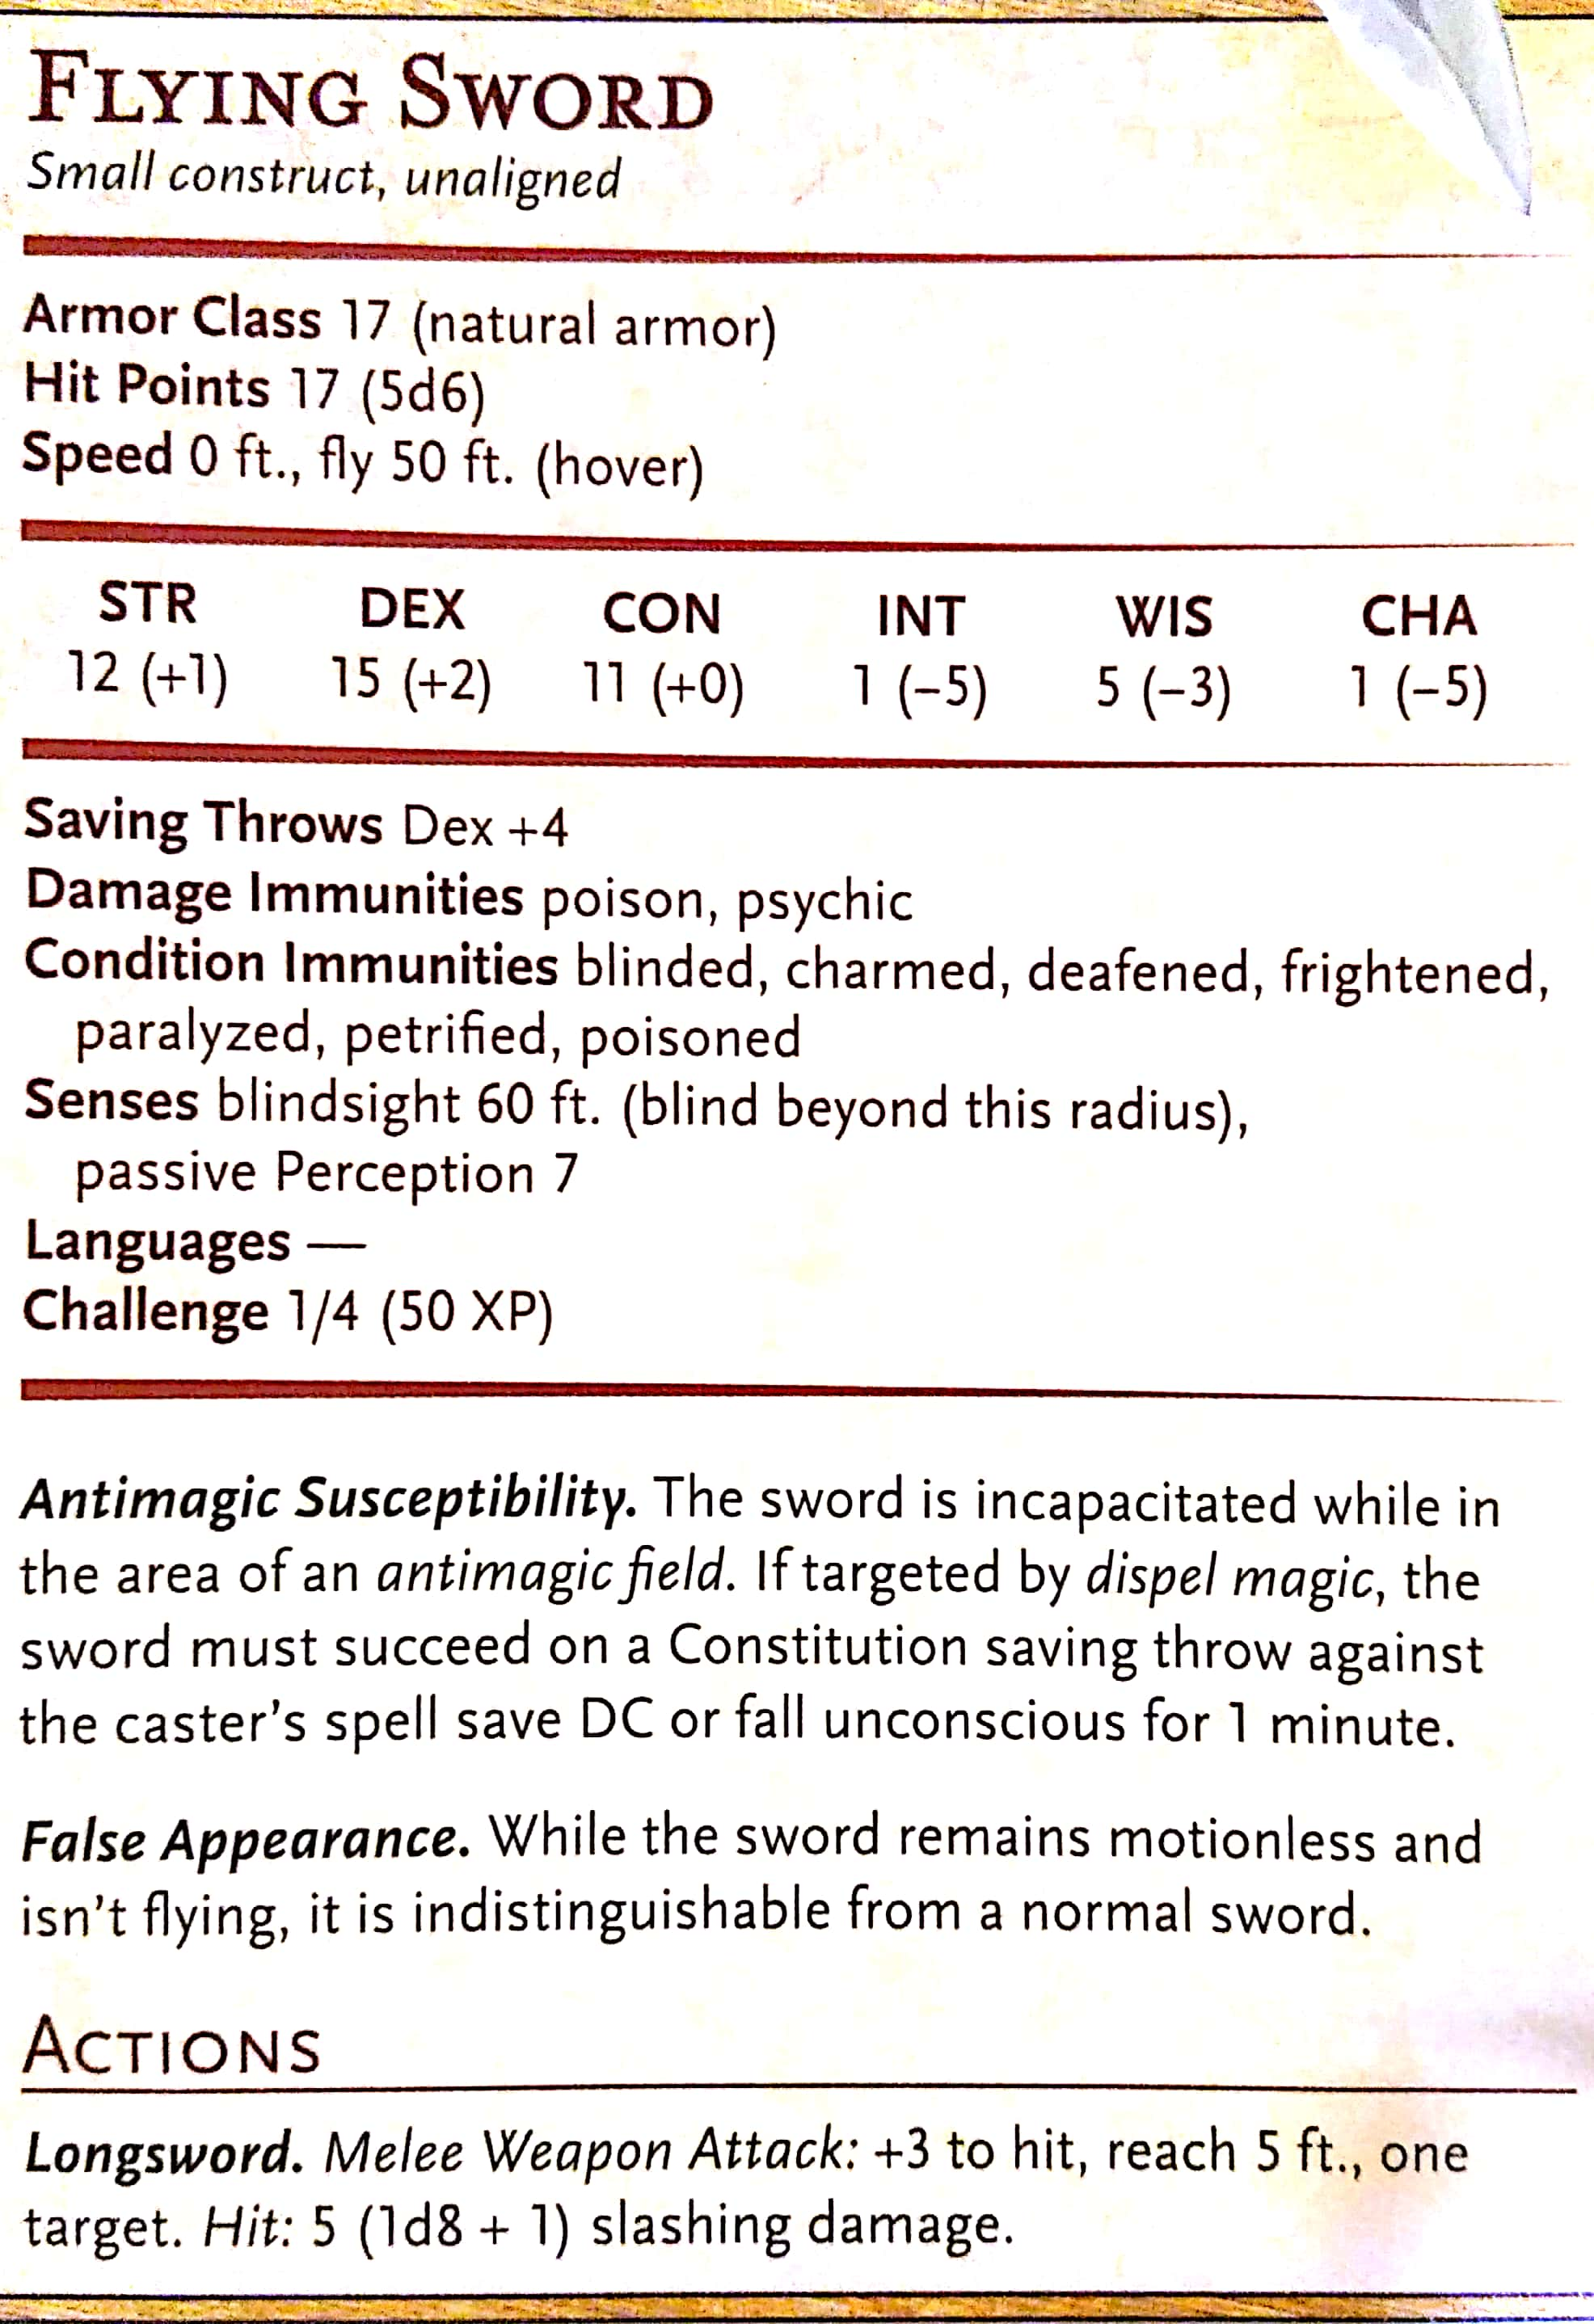 FLYING SWORD
Small construct, unaligned
Armor Class 17 (natural armor)
Hit Points 17 (5d6)
Speed 0 ft., fly 50 ft. (hover)
STR DEX CON INT WIS CHA
12 (+1) 15 (+2) 11 (+0) 1 (–5) 5 (–3) 1 (–5)
Saving Throws Dex +4
Damage Immunities poison, psychic
Condition Immunities blinded, charmed, deafened, frightened,
paralyzed, petrified, poisoned
Senses blindsight 60 ft. (blind beyond this radius),
passive Perception 7
Languages —
Challenge 1/4 (50 XP)
Antimagic Susceptibility. The sword is incapacitated while in
the area of an antimagic field. If targeted by dispel magic, the
sword must succeed on a Constitution saving throw against
the caster's spell save DC or fall unconscious for 1 minute.
False Appearance. While the sword remains motionless and
isn't flying, it is indistinguishable from a normal sword.
ACTIONS
Longsword. Melee Weapon Attack: +3 to hit, reach 5 ft., one
target. Hit: 5 (1d8 + 1) slashing damage.